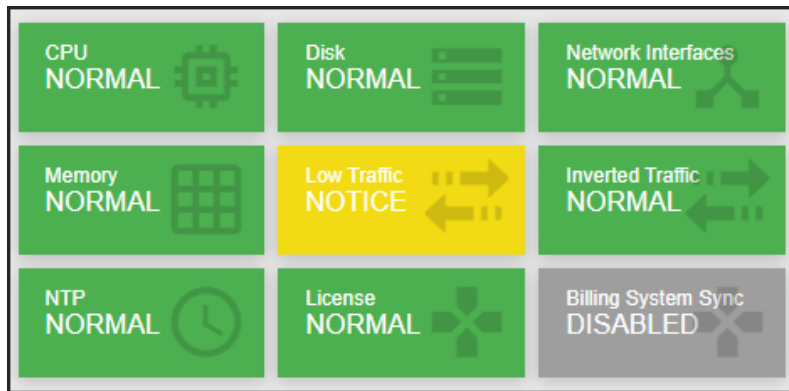 CPU
NORMAL
Disk
NORMAL
Network Interfaces
NORMAL
Memory
NORMAL
Low Traffic
NOTICE
Inverted Traffic
NORMAL
NTP
NORMAL
License
NORMAL
Billing System Sync
DISABLED